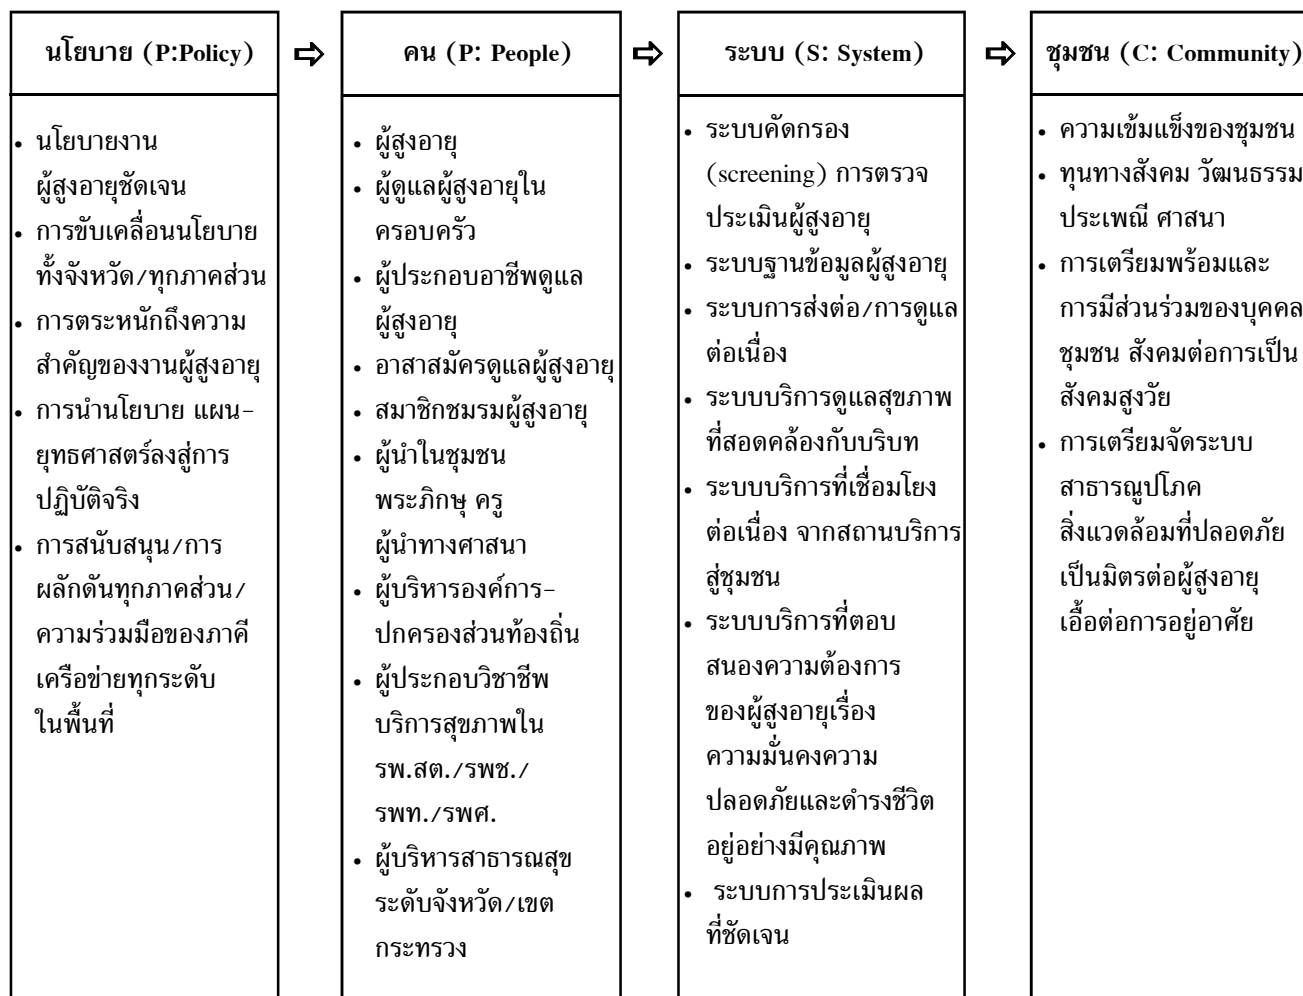 นโยบาย (P:Policy)
• นโยบายงาน
ผู้สูงอายุชัดเจน
• การขับเคลื่อนนโยบาย
ทั้งจังหวัด/ทุกภาคส่วน
• การตระหนักถึงความ
สำคัญของงานผู้สูงอายุ
• การนำนโยบาย แผน-
ยุทธศาสตร์ลงสู่การ
ปฏิบัติจริง
• การสนับสนุน/การ
ผลักดันทุกภาคส่วน/
ความร่วมมือของภาคี
เครือข่ายทุกระดับ
ในพื้นที่
คน (P: People)
• ผู้สูงอายุ
• ผู้ดูแลผู้สูงอายุใน
ครอบครัว
• ผู้ประกอบอาชีพดูแล
ผู้สูงอายุ
• อาสาสมัครดูแลผู้สูงอายุ
• สมาชิกชมรมผู้สูงอายุ
• ผู้นำในชุมชน
พระภิกษุ ครู
ผู้นำทางศาสนา
• ผู้บริหารองค์การ-
ปกครองส่วนท้องถิ่น
• ผู้ประกอบวิชาชีพ
บริการสุขภาพใน
รพ.สต./รพช./
รพท./รพศ.
• ผู้บริหารสาธารณสุข
ระดับจังหวัด/เขต
กระทรวง
ระบบ (S: System)
• ระบบคัดกรอง
(screening) การตรวจ
ประเมินผู้สูงอายุ
• ระบบฐานข้อมูลผู้สูงอายุ
• ระบบการส่งต่อ/การดูแล
ต่อเนื่อง
• ระบบบริการดูแลสุขภาพ
ที่สอดคล้องกับบริบท
• ระบบบริการที่เชื่อมโยง
ต่อเนื่อง จากสถานบริการ
สู่ชุมชน
• ระบบบริการที่ตอบ
สนองความต้องการ
ของผู้สูงอายุเรื่อง
ความมั่นคงความ
ปลอดภัยและดำรงชีวิต
อยู่อย่างมีคุณภาพ
• ระบบการประเมินผล
ที่ชัดเจน
ชุมชน (C: Community)
• ความเข้มแข็งของชุมชน
• ทุนทางสังคม วัฒนธรรม
ประเพณี ศาสนา
• การเตรียมพร้อมและ
การมีส่วนร่วมของบุคคล
ชุมชน สังคมต่อการเป็น
สังคมสูงวัย
• การเตรียมจัดระบบ
สาธารณูปโภค
สิ่งแวดล้อมที่ปลอดภัย
เป็นมิตรต่อผู้สูงอายุ
เอื้อต่อการอยู่อาศัย